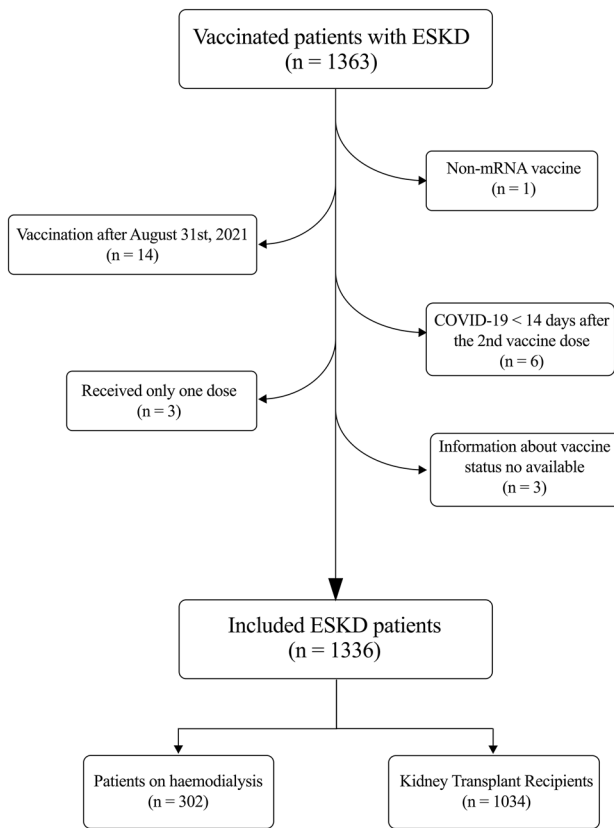 Vaccinated patients with ESKD
(n = 1363)
Non-mRNA vaccine
(n = 1)
Vaccination after August 31st, 2021
(n = 14)
COVID-19 < 14 days after
the 2nd vaccine dose
(n = 6)
Received only one dose
(n = 3)
Information about vaccine
status no available
(n = 3)
Included ESKD patients
(n = 1336)
Patients on haemodialysis
(n = 302)
Kidney Transplant Recipients
(n = 1034)